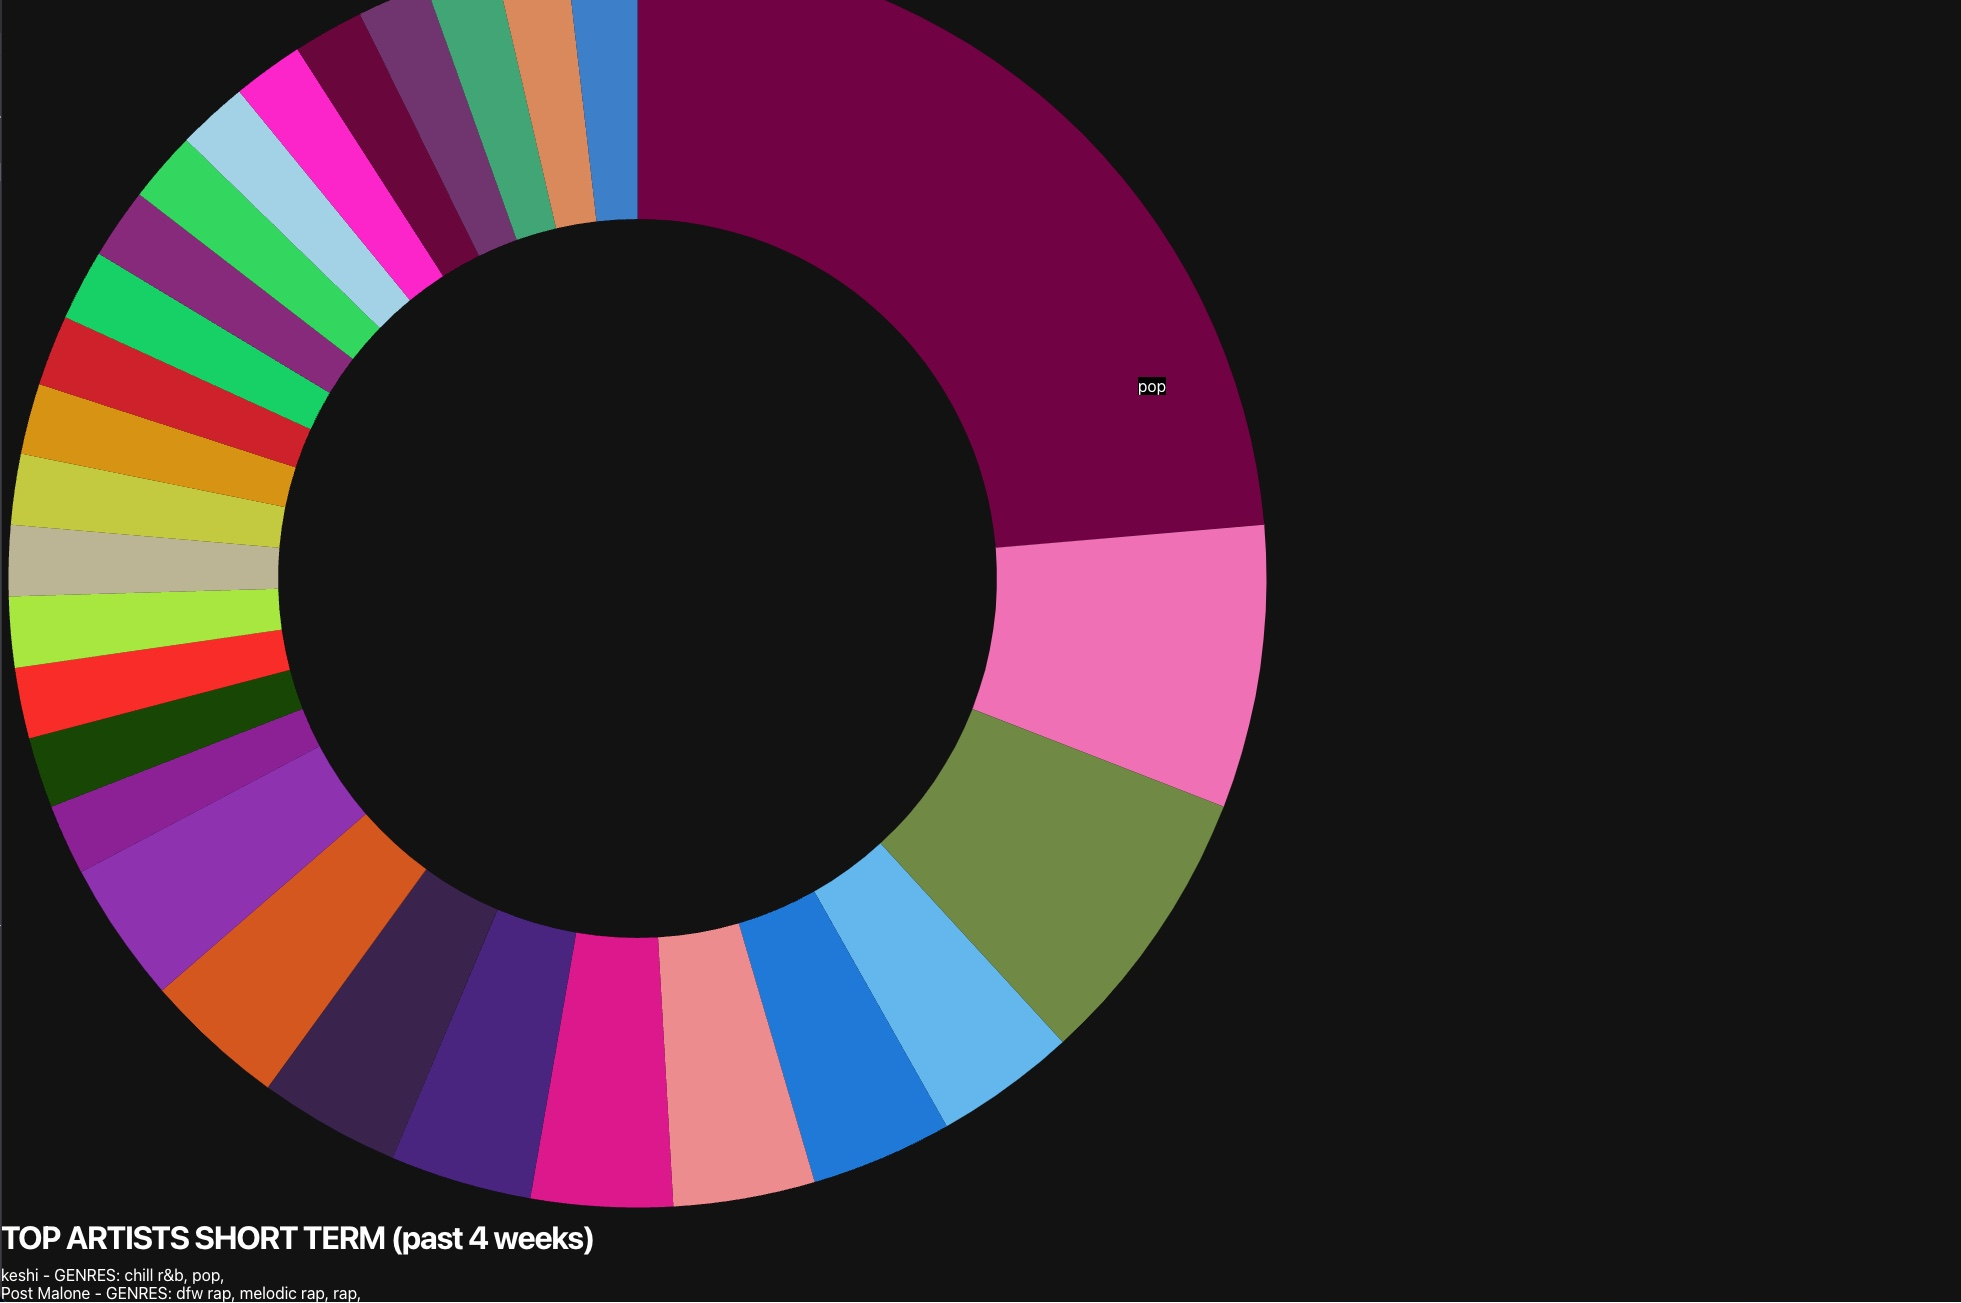 pop
TOP ARTISTS SHORT TERM (past 4 weeks)
keshi - GENRES: chill r&b, pop,
Post Malone - GENRES: dfw rap, melodic rap, rap,